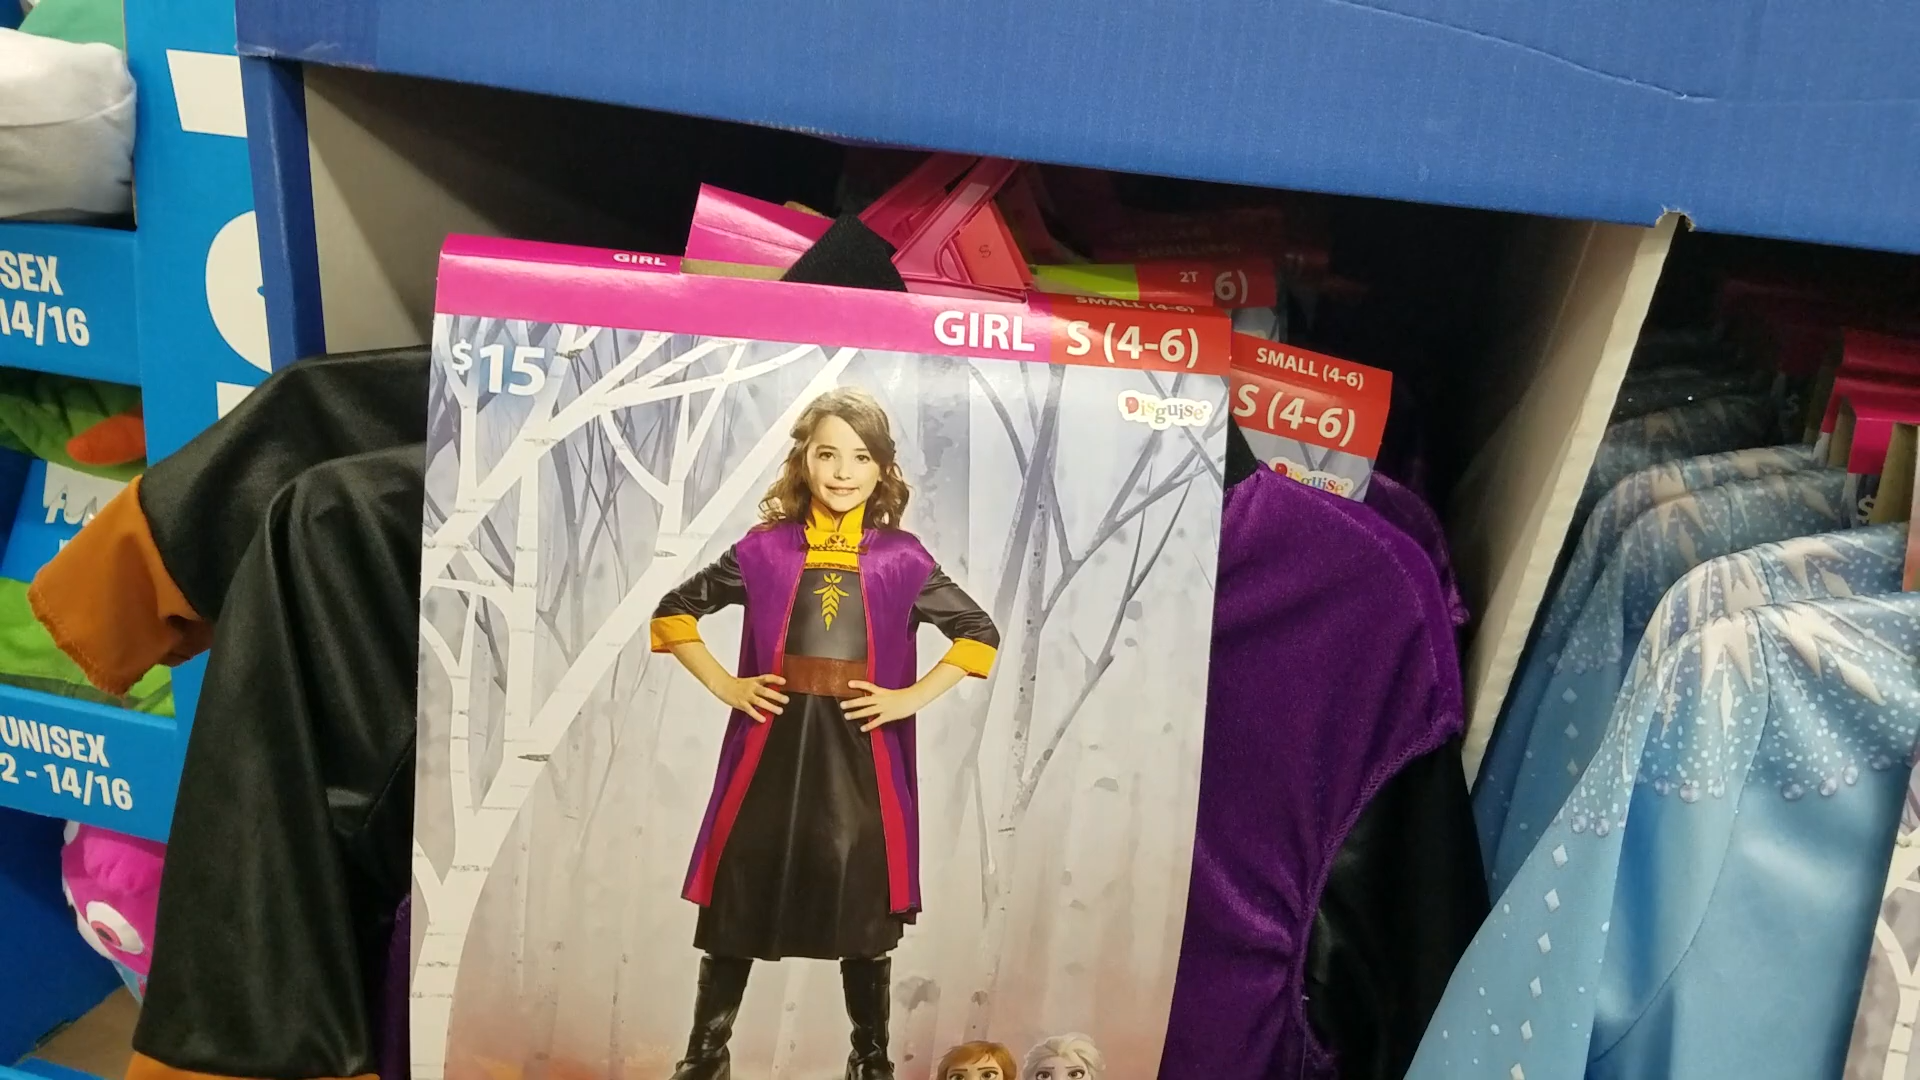 SEX
14/16
UNISEX
2 - 14/16
GIRL
GIRL S (4-6)
SMALL (4-6)
$15
Disguise
S
2T
6)
SMALL (4-6)
S (4-6)
Disguise